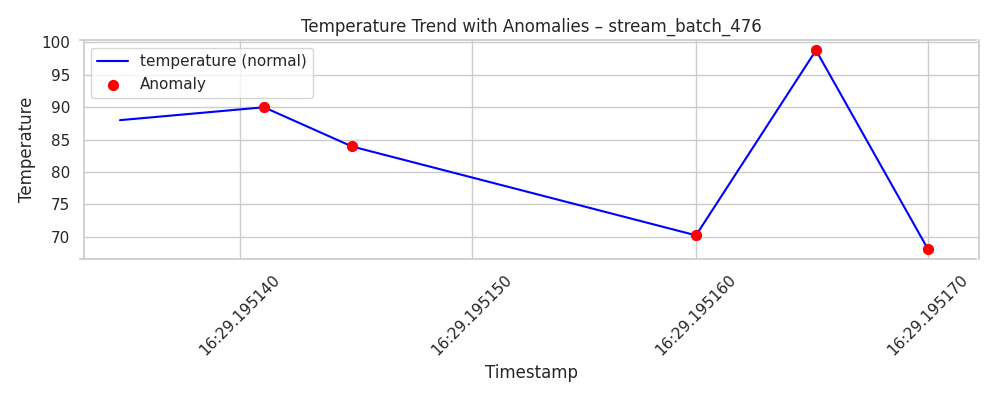 Temperature Trend with Anomalies – stream_batch_476
temperature (normal)
Anomaly
Temperature
100
95
90
85
80
75
70
16:29.195140
16:29.195150
16:29.195160
16:29.195170
Timestamp